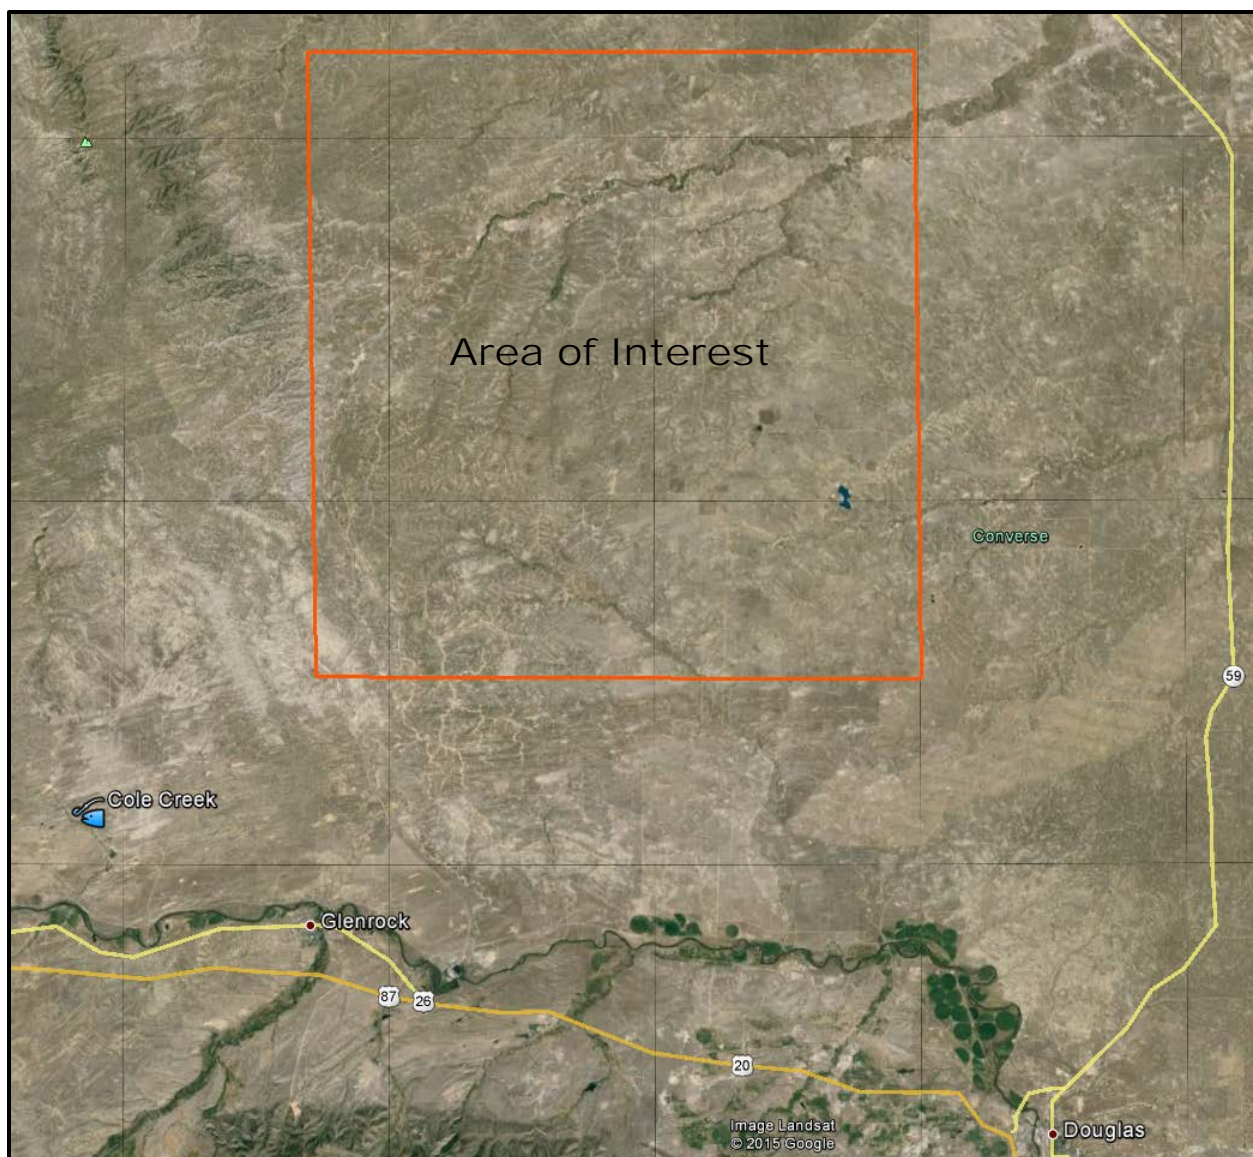 Area of Interest
Converse
59
Cole Creek
Glenrock
87
26
20
Image Landsat
© 2015 Google
Douglas